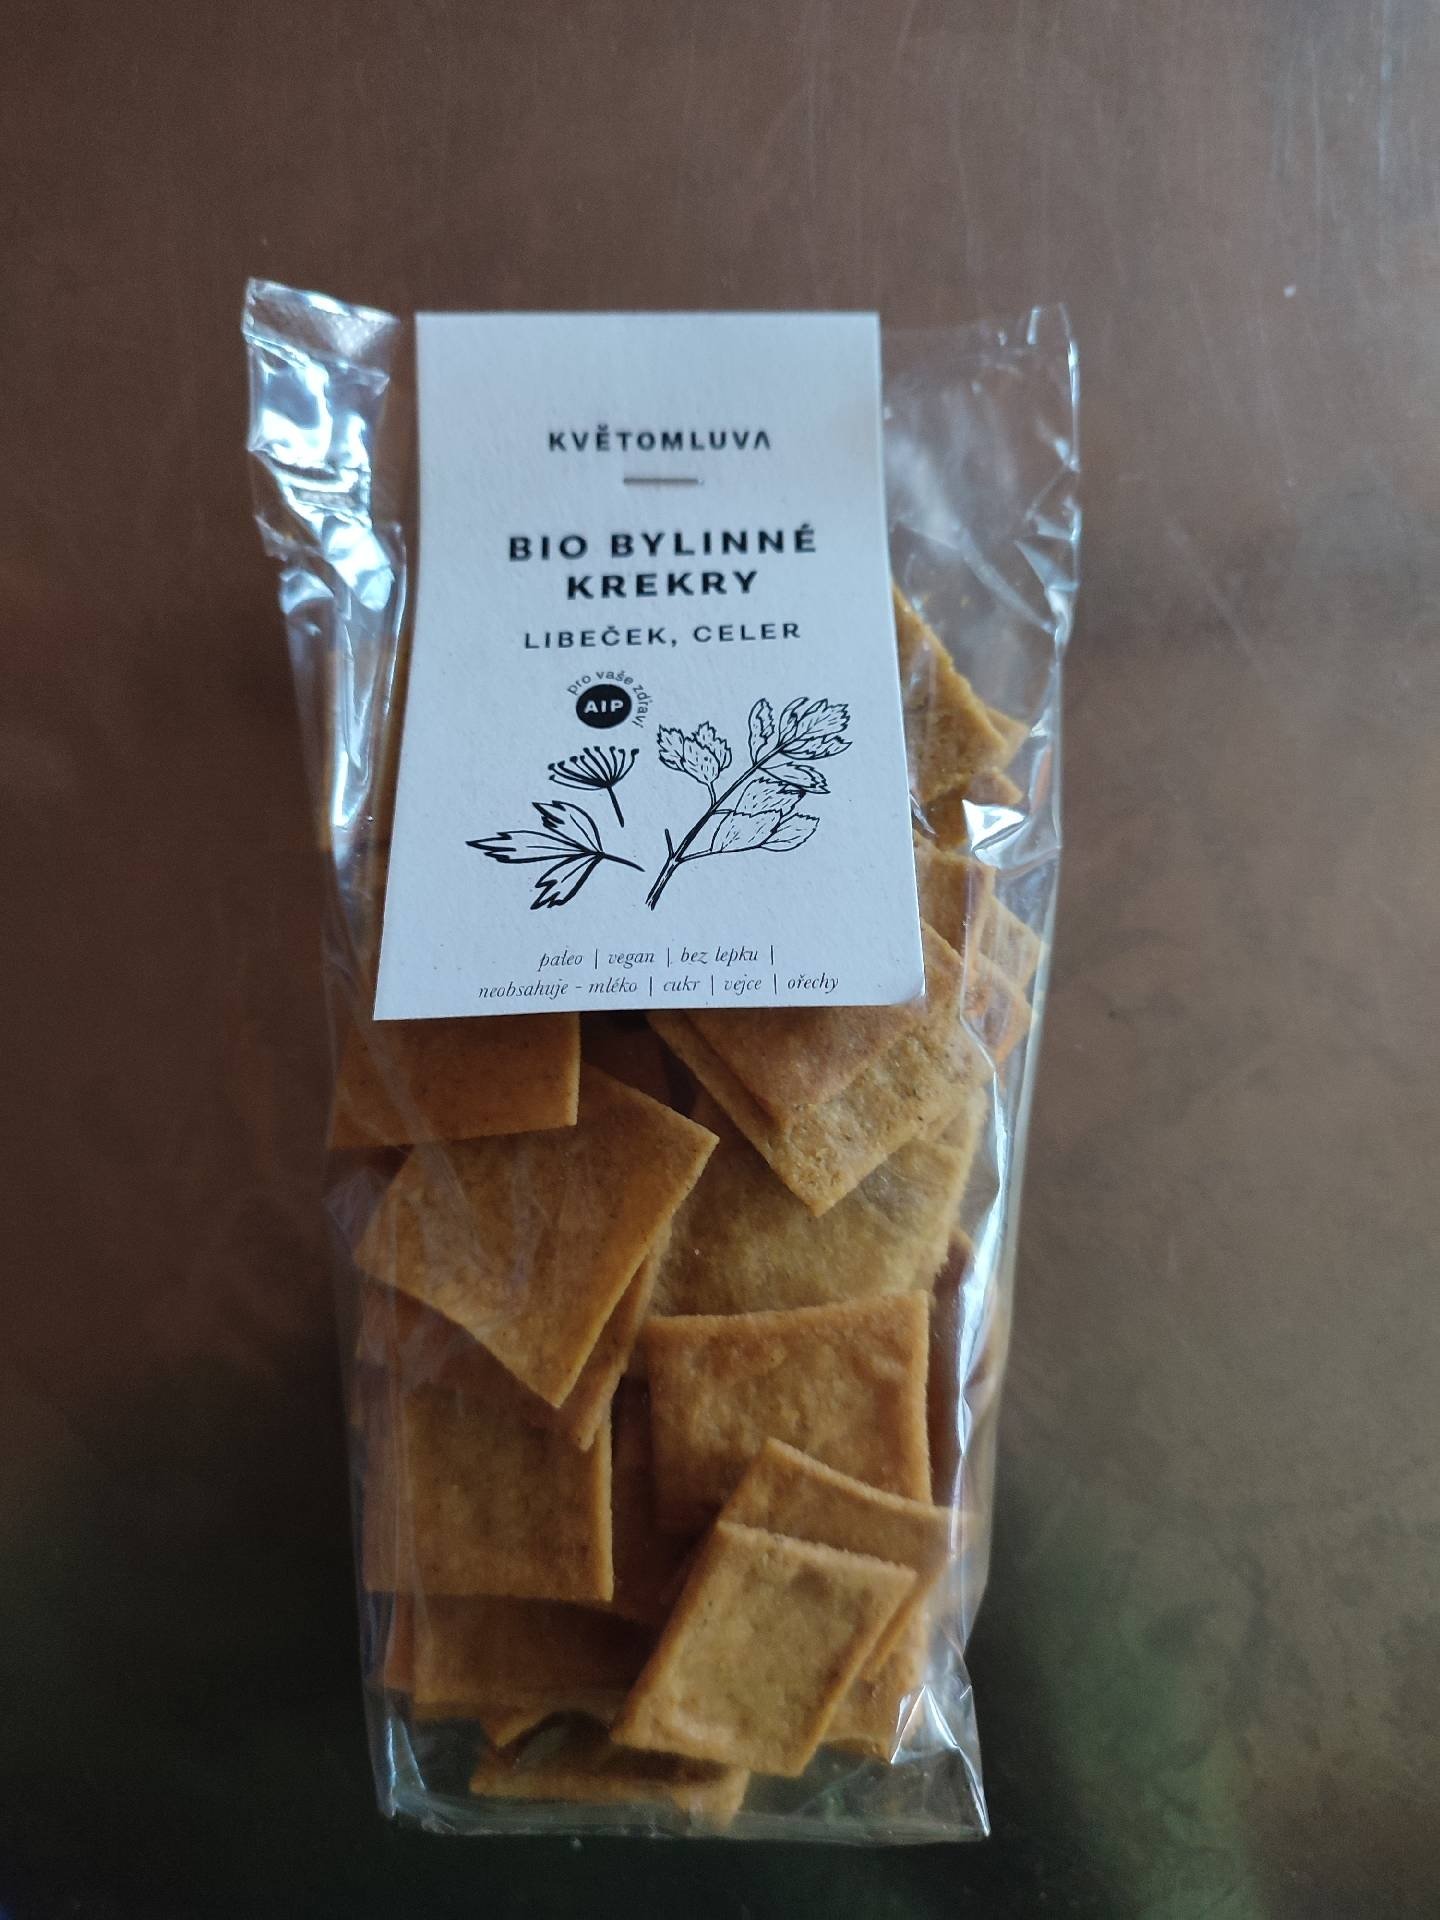 KVĚTOMLUVA
BIO BYLINNÉ
KREKRY
LIBEČEK, CELER
pro vaše zdraví
AIP
paleo | vegan | bez lepku |
neobsahuje - mléko | cukr | vejce | ořechy